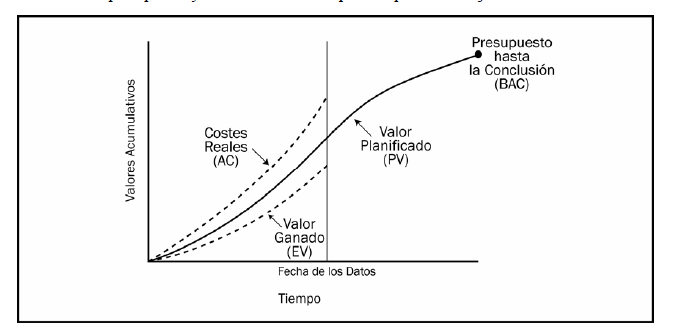 Presupuesto
hasta
la Conclusión
(BAC)
Costes
Reales
(AC)
Valor
Planificado
(PV)
Valores Acumulativos
Valor
Ganado
(EV)
Fecha de los Datos
Tiempo